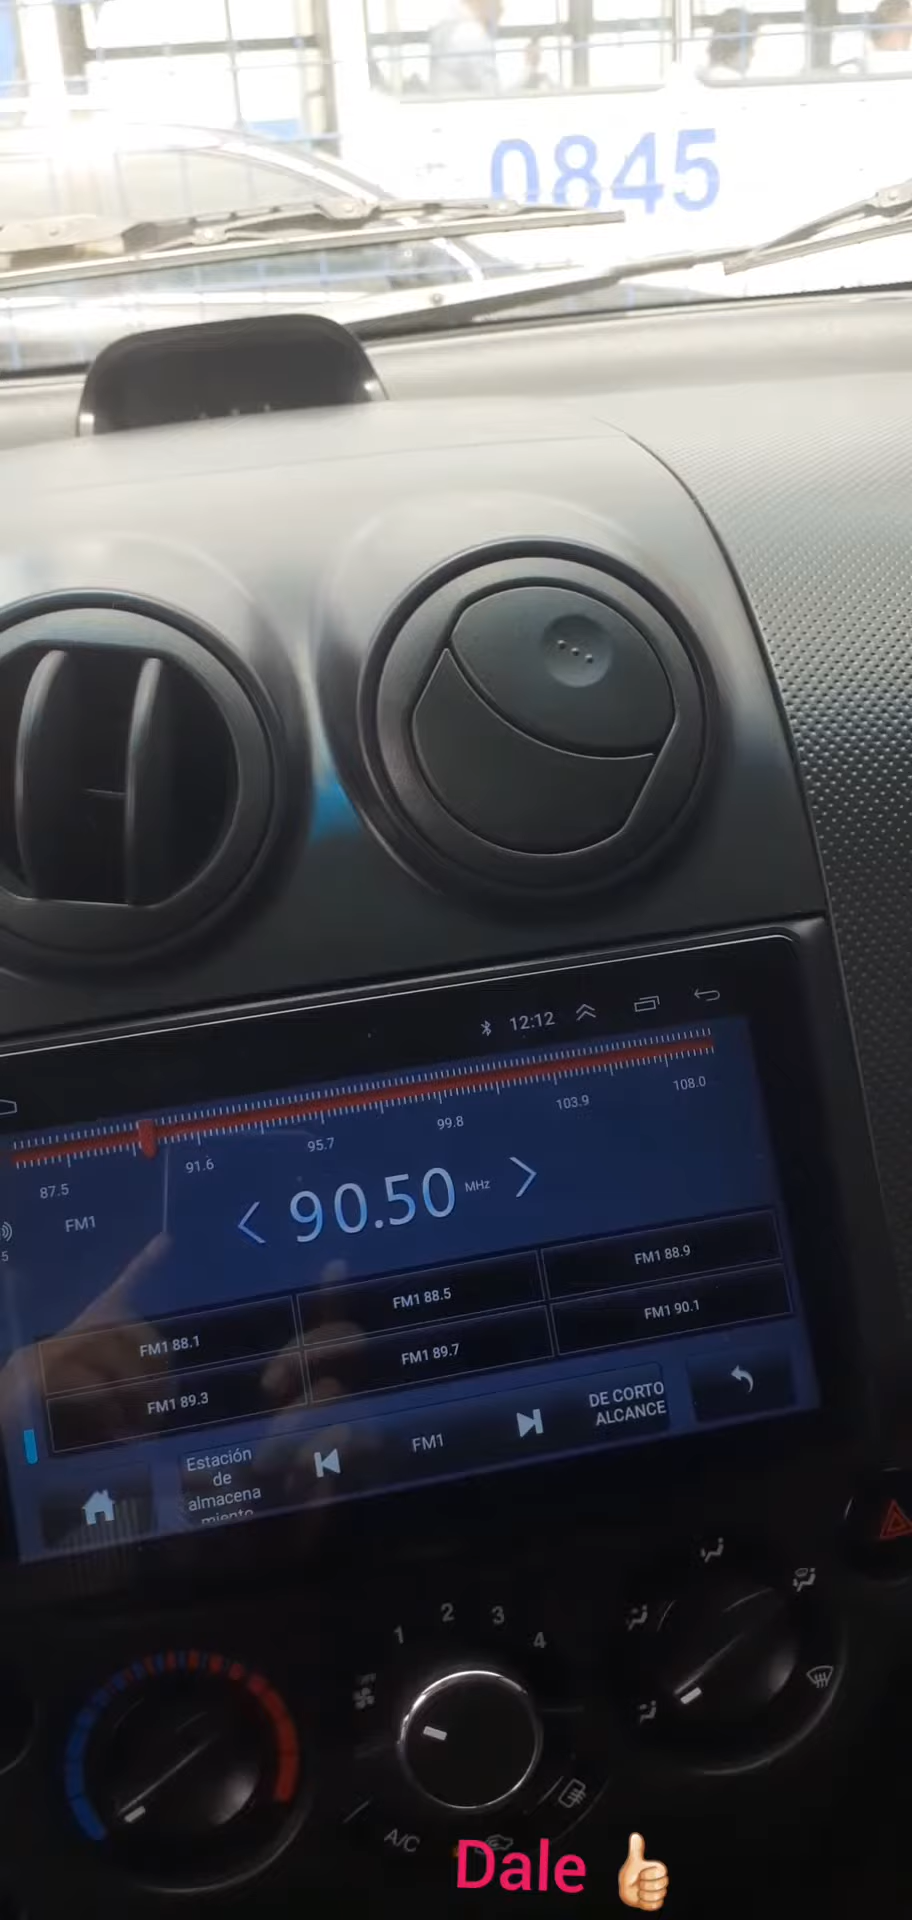 0845
12:12
87.5 91.6 95.7 99.8 103.9 108.0
FM1
90.50 MHz
5
FM1 88.1
FM1 88.5
FM1 88.9
FM1 89.3
FM1 89.7
FM1 90.1
Estación
de
almacena
miento
FM1
DE CORTO
ALCANCE
1 2 3 4
A/C
Dale 👍🏻